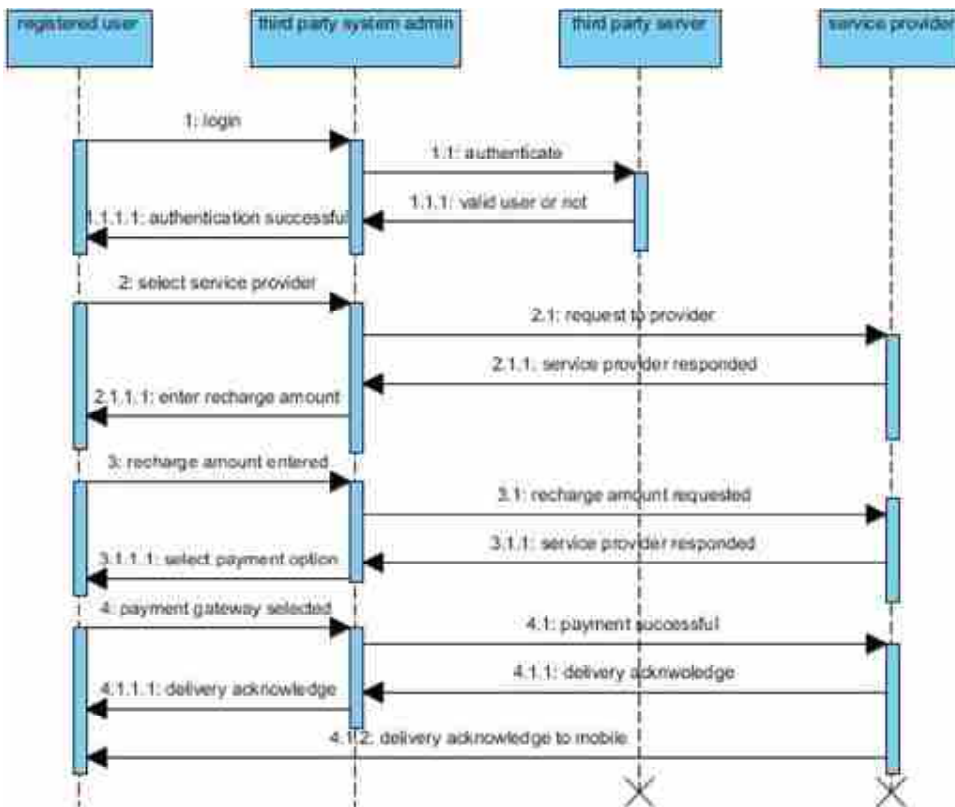 registered user
third party system admin
third party server
service provider
1: login
1.1: authenticate
1.1.1: valid user or not
1.1.1.1: authentication successful
2: select service provider
2.1: request to provider
2.1.1: service provider responded
2.1.1.1: enter recharge amount
3: recharge amount entered
3.1: recharge amount requested
3.1.1: service provider responded
3.1.1.1: select payment option
4: payment gateway selected
4.1: payment successful
4.1.1: delivery acknwoledge
4.1.1.1: delivery acknowledge
4.1.2: delivery acknowledge to mobile